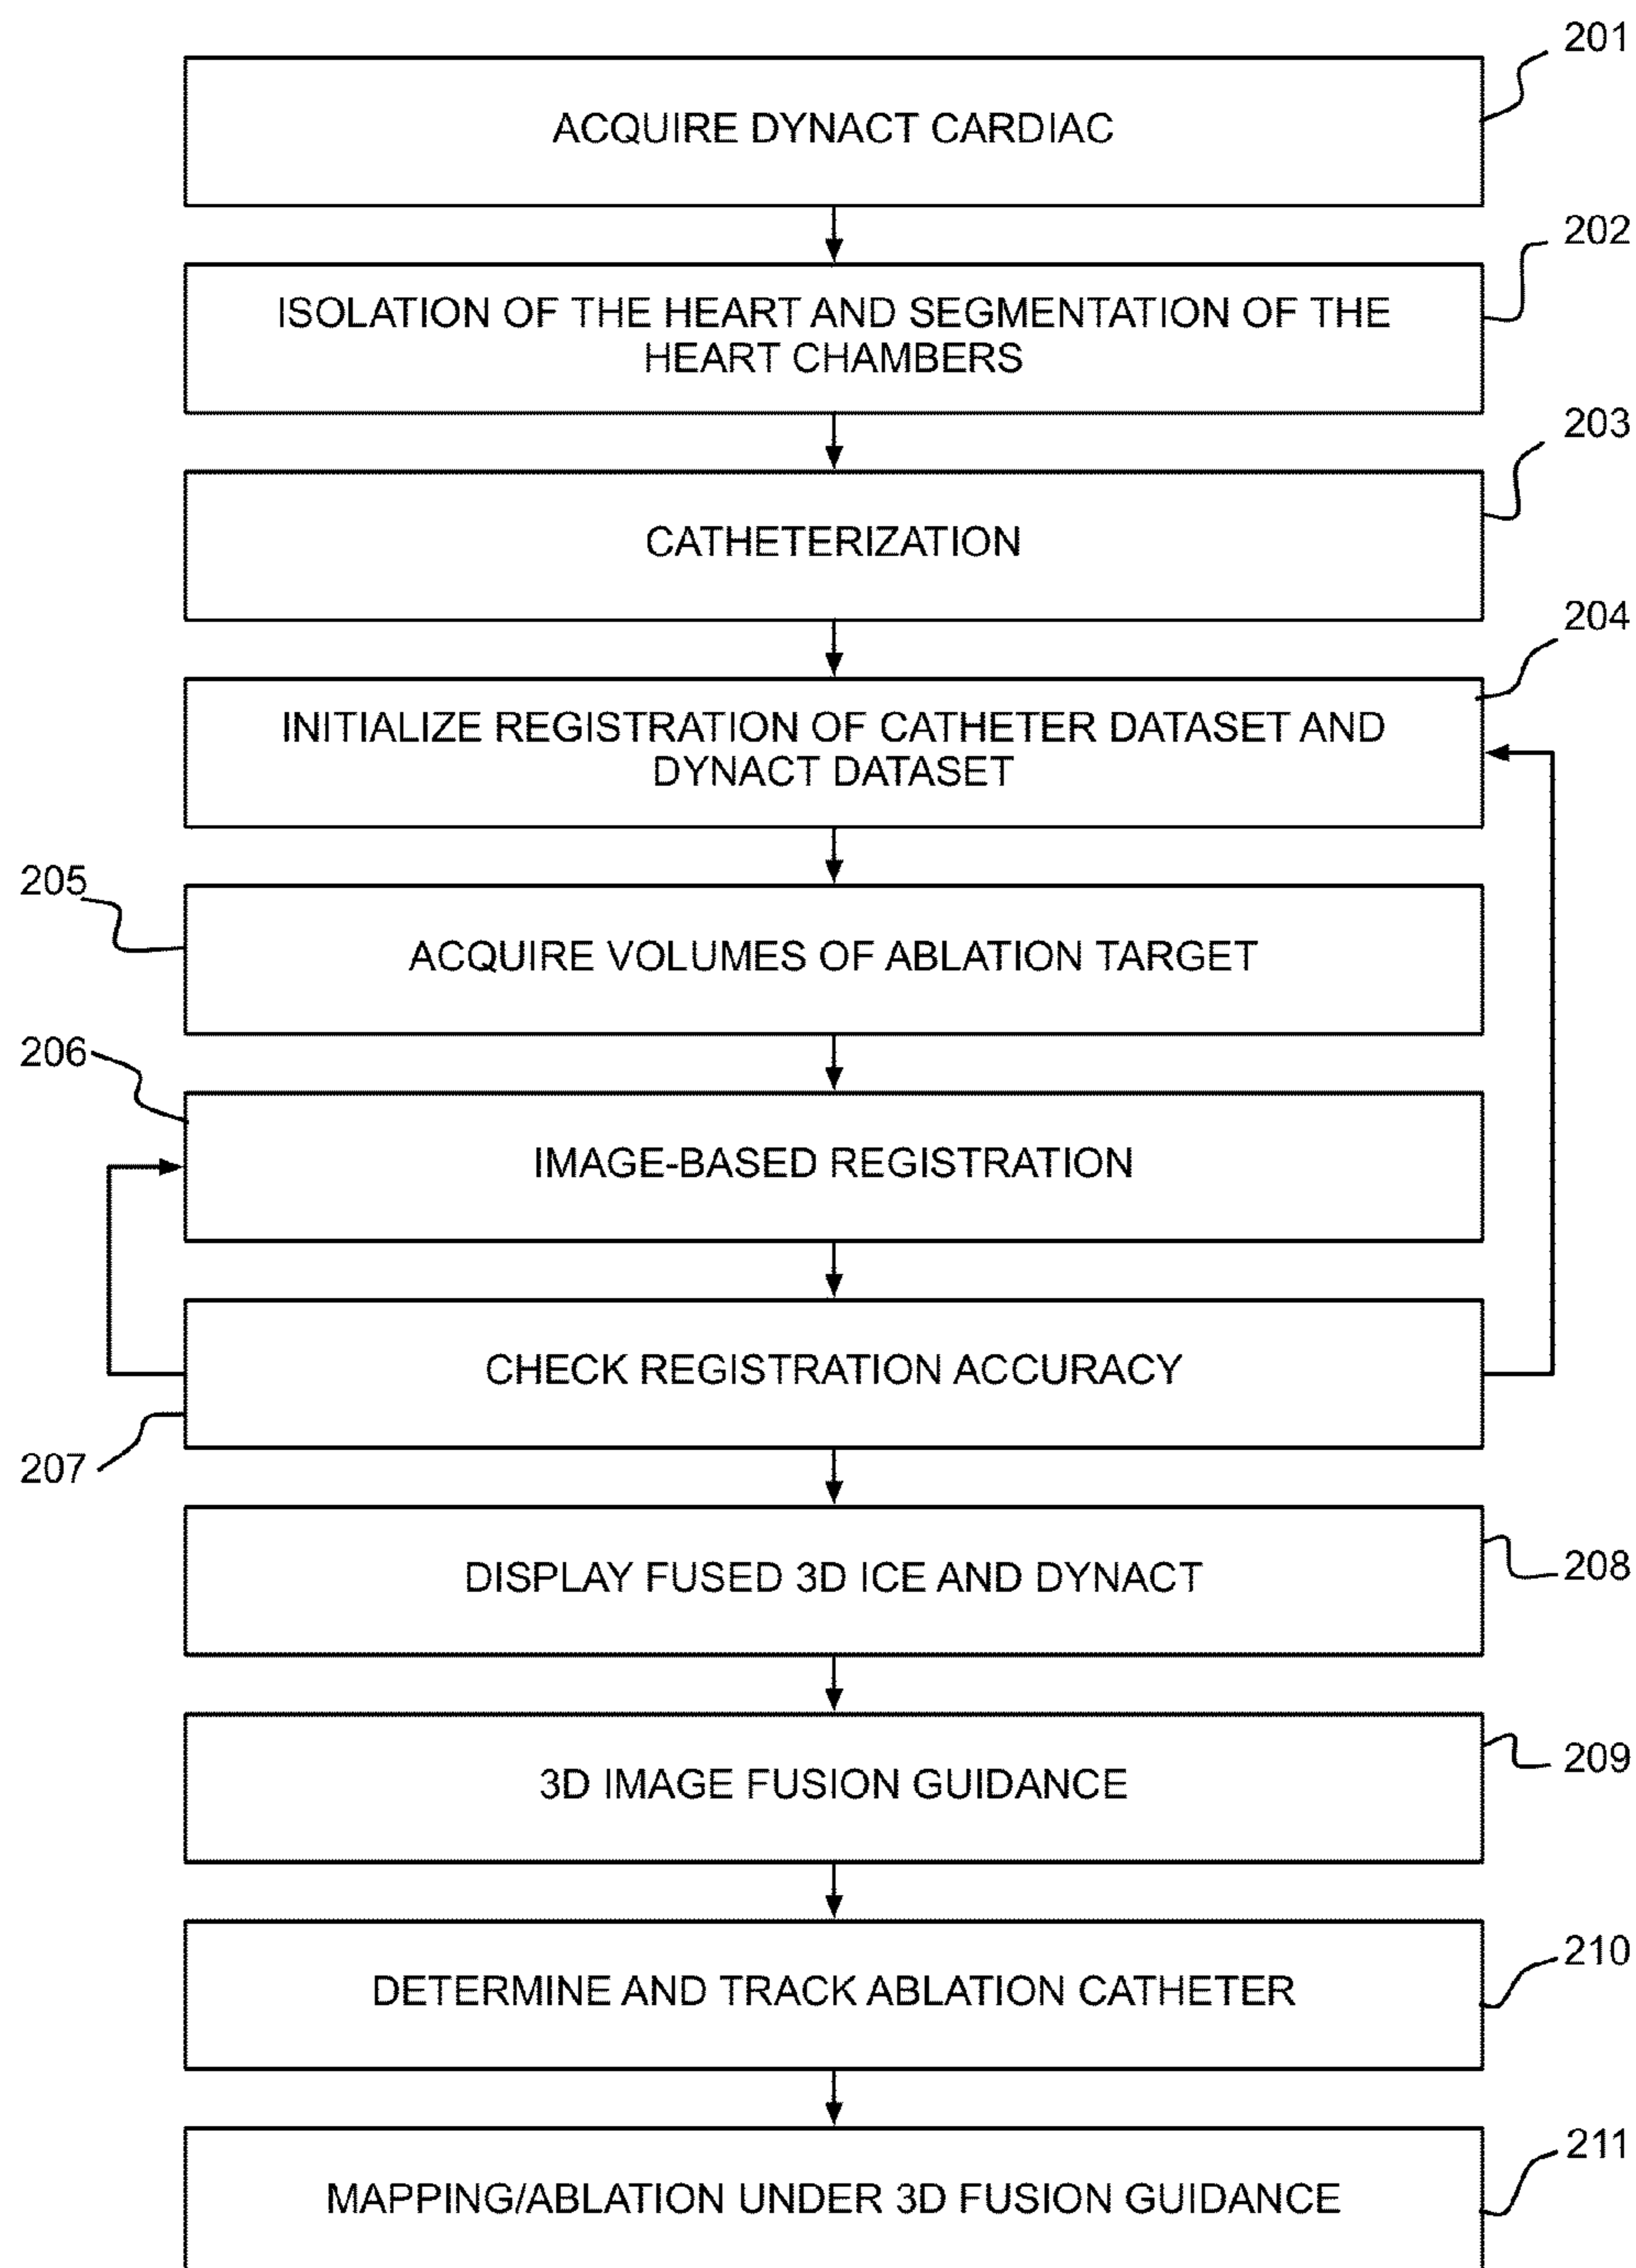 201
ACQUIRE DYNACT CARDIAC
202
ISOLATION OF THE HEART AND SEGMENTATION OF THE
HEART CHAMBERS
203
CATHETERIZATION
204
INITIALIZE REGISTRATION OF CATHETER DATASET AND
DYNACT DATASET
205
ACQUIRE VOLUMES OF ABLATION TARGET
206
IMAGE-BASED REGISTRATION
CHECK REGISTRATION ACCURACY
207
DISPLAY FUSED 3D ICE AND DYNACT
208
209
3D IMAGE FUSION GUIDANCE
210
DETERMINE AND TRACK ABLATION CATHETER
211
MAPPING/ABLATION UNDER 3D FUSION GUIDANCE